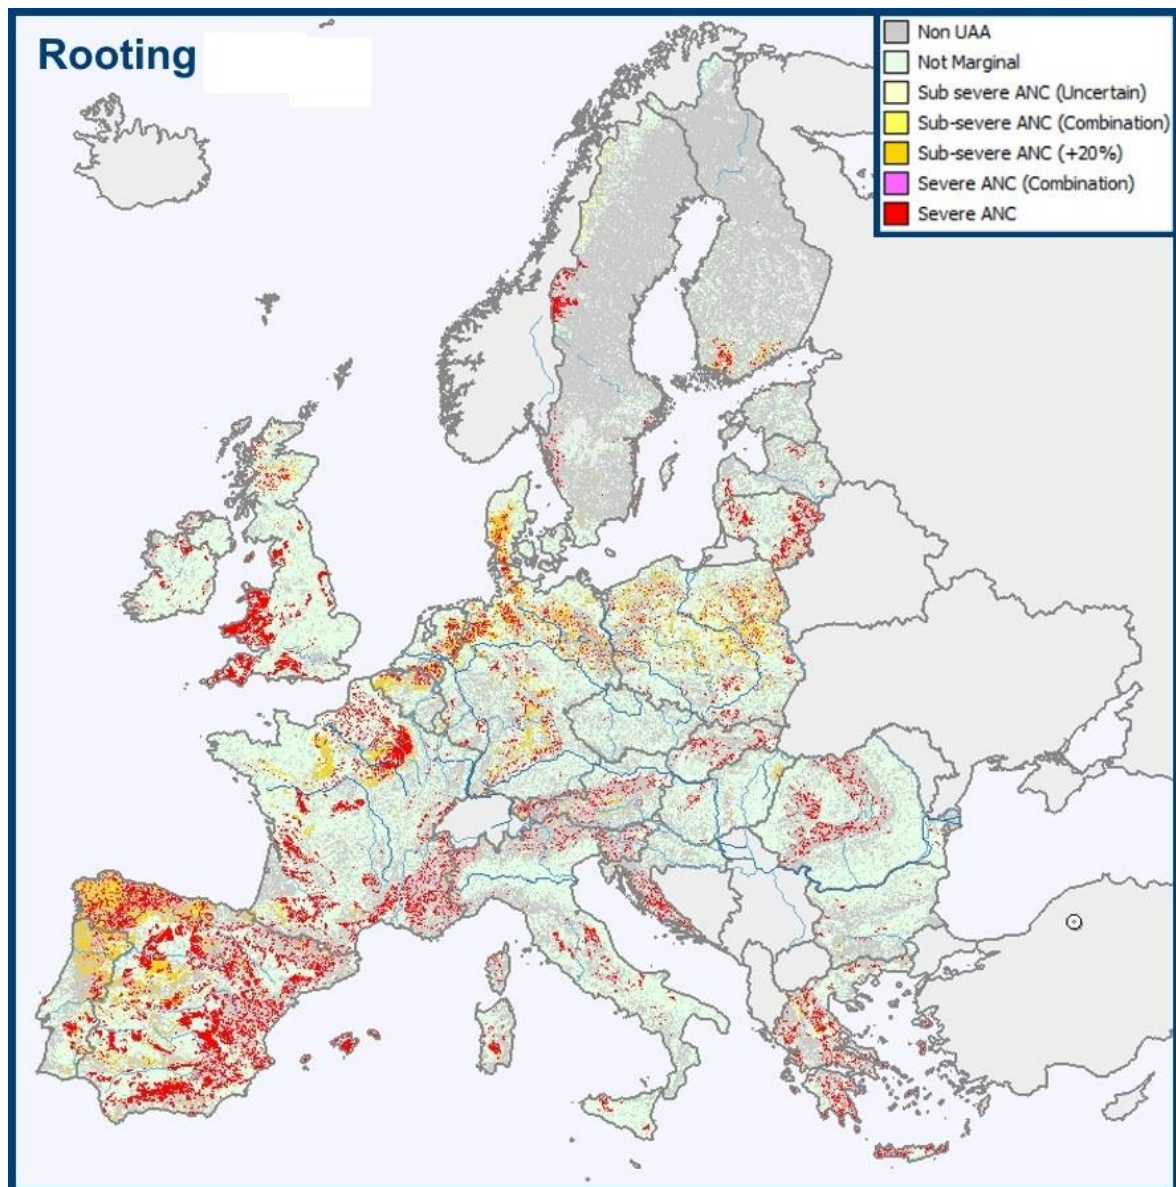 Rooting
Non UAA
Not Marginal
Sub severe ANC (Uncertain)
Sub-severe ANC (Combination)
Sub-severe ANC (+20%)
Severe ANC (Combination)
Severe ANC